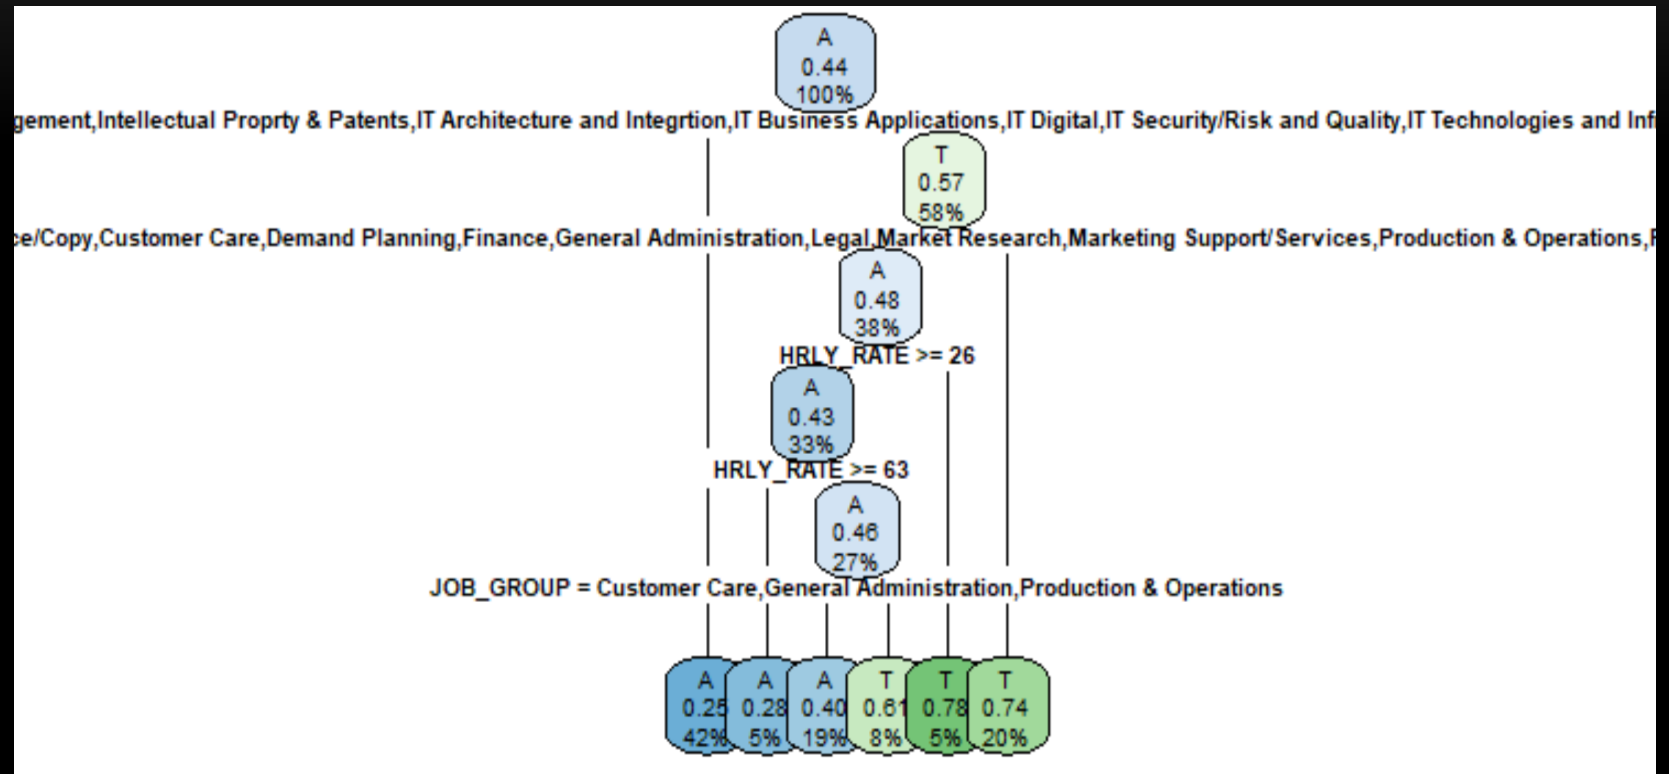 A
0.44
100%
gement,Intellectual Proprty & Patents,IT Architecture and Integrtion,IT Business Applications,IT Digital,IT Security/Risk and Quality,IT Technologies and Inf
T
0.57
58%
ce/Copy,Customer Care,Demand Planning,Finance,General Administration,Legal,Market Research,Marketing Support/Services,Production & Operations,
A
0.48
38%
HRLY_RATE >= 26
A
0.43
33%
HRLY_RATE >= 63
A
0.46
27%
JOB_GROUP = Customer Care,General Administration,Production & Operations
A A A T T T
0.25 0.28 0.40 0.61 0.78 0.74
42% 5% 19% 8% 5% 20%